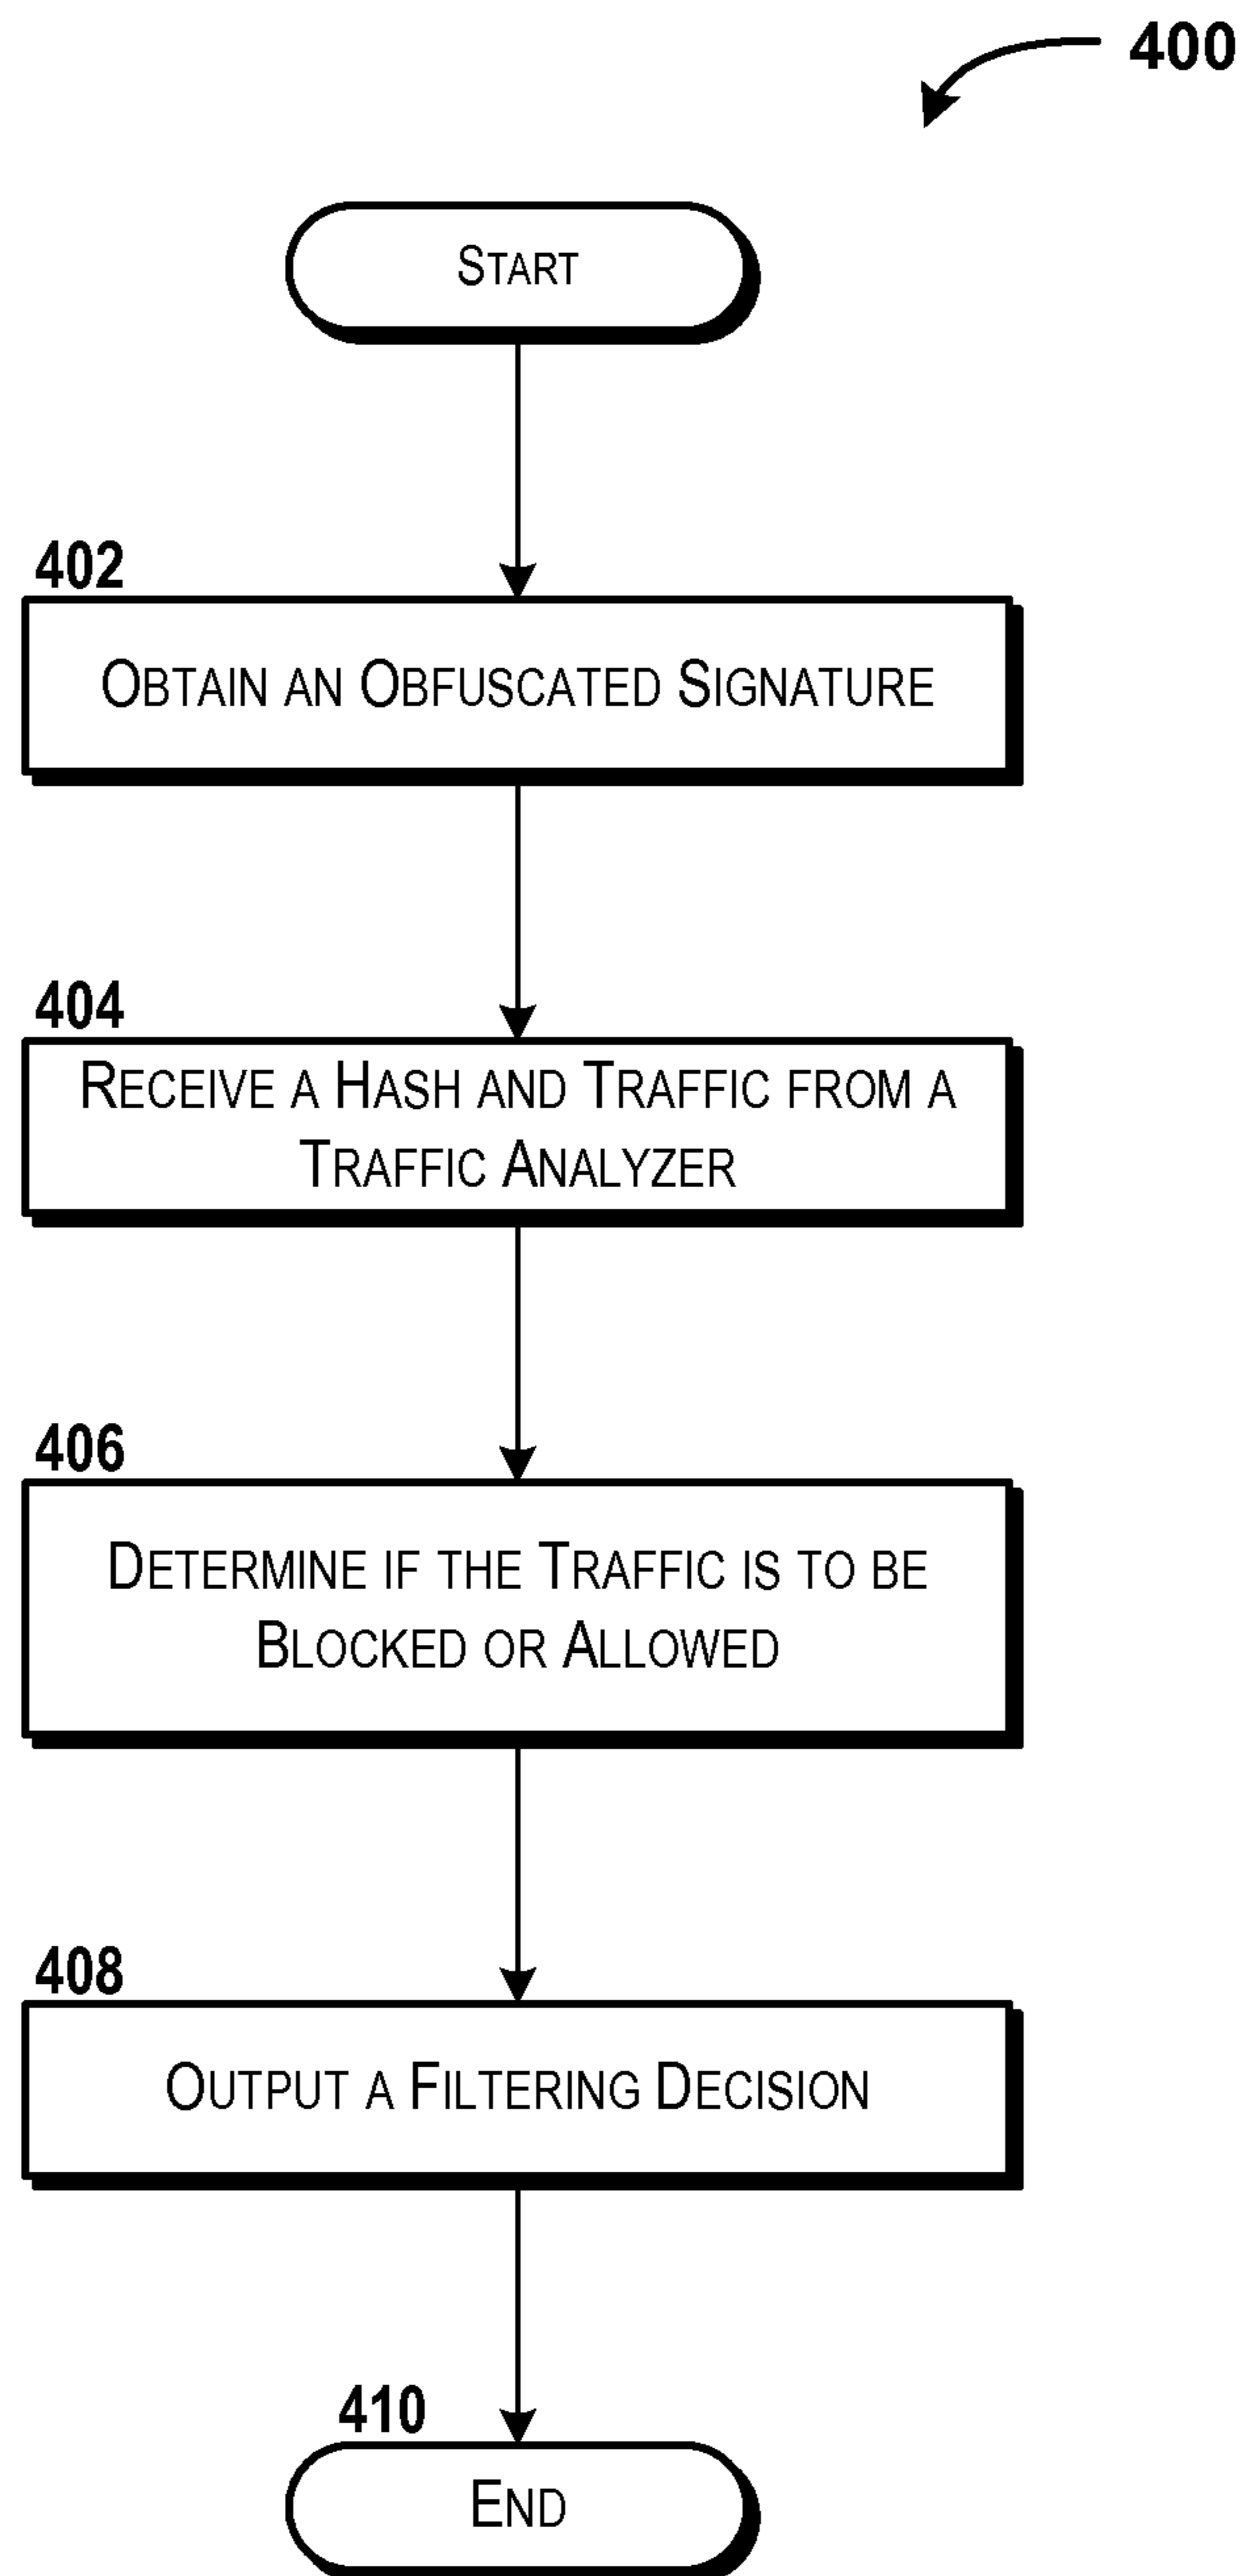 400
START
402
OBTAIN AN OBFUSCATED SIGNATURE
404
RECEIVE A HASH AND TRAFFIC FROM A
TRAFFIC ANALYZER
406
DETERMINE IF THE TRAFFIC IS TO BE
BLOCKED OR ALLOWED
408
OUTPUT A FILTERING DECISION
410
END